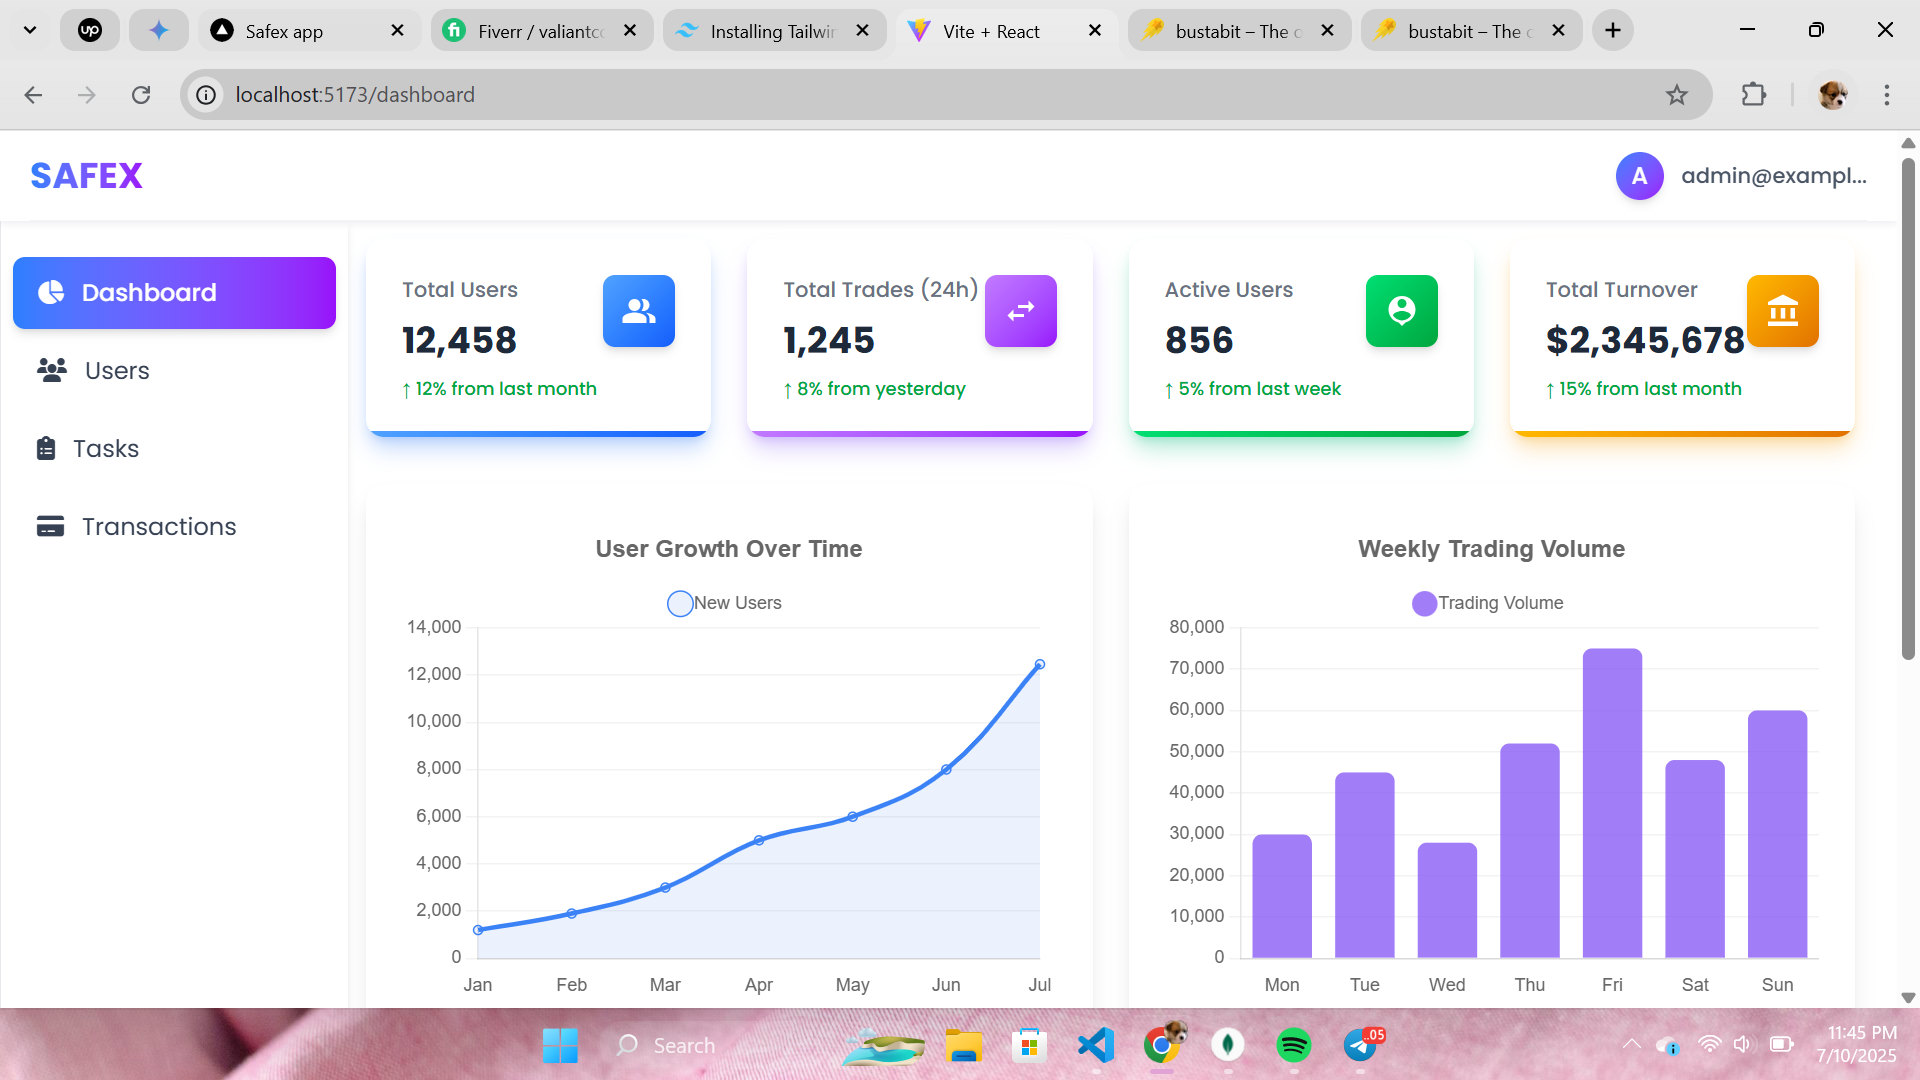 up
Safex app
Fiverr / valiantco
Installing Tailwin
Vite + React
bustabit – The o
bustabit – The o
localhost:5173/dashboard
SAFEX
A
admin@exampl...
Dashboard
Users
Tasks
Transactions
Total Users
12,458
↑ 12% from last month
Total Trades (24h)
1,245
↑ 8% from yesterday
Active Users
856
↑ 5% from last week
Total Turnover
$2,345,678
↑ 15% from last month
User Growth Over Time
New Users
14,000
12,000
10,000
8,000
6,000
4,000
2,000
0
Jan Feb Mar Apr May Jun Jul
Weekly Trading Volume
Trading Volume
80,000
70,000
60,000
50,000
40,000
30,000
20,000
10,000
0
Mon Tue Wed Thu Fri Sat Sun
Search
..05
11:45 PM
7/10/2025